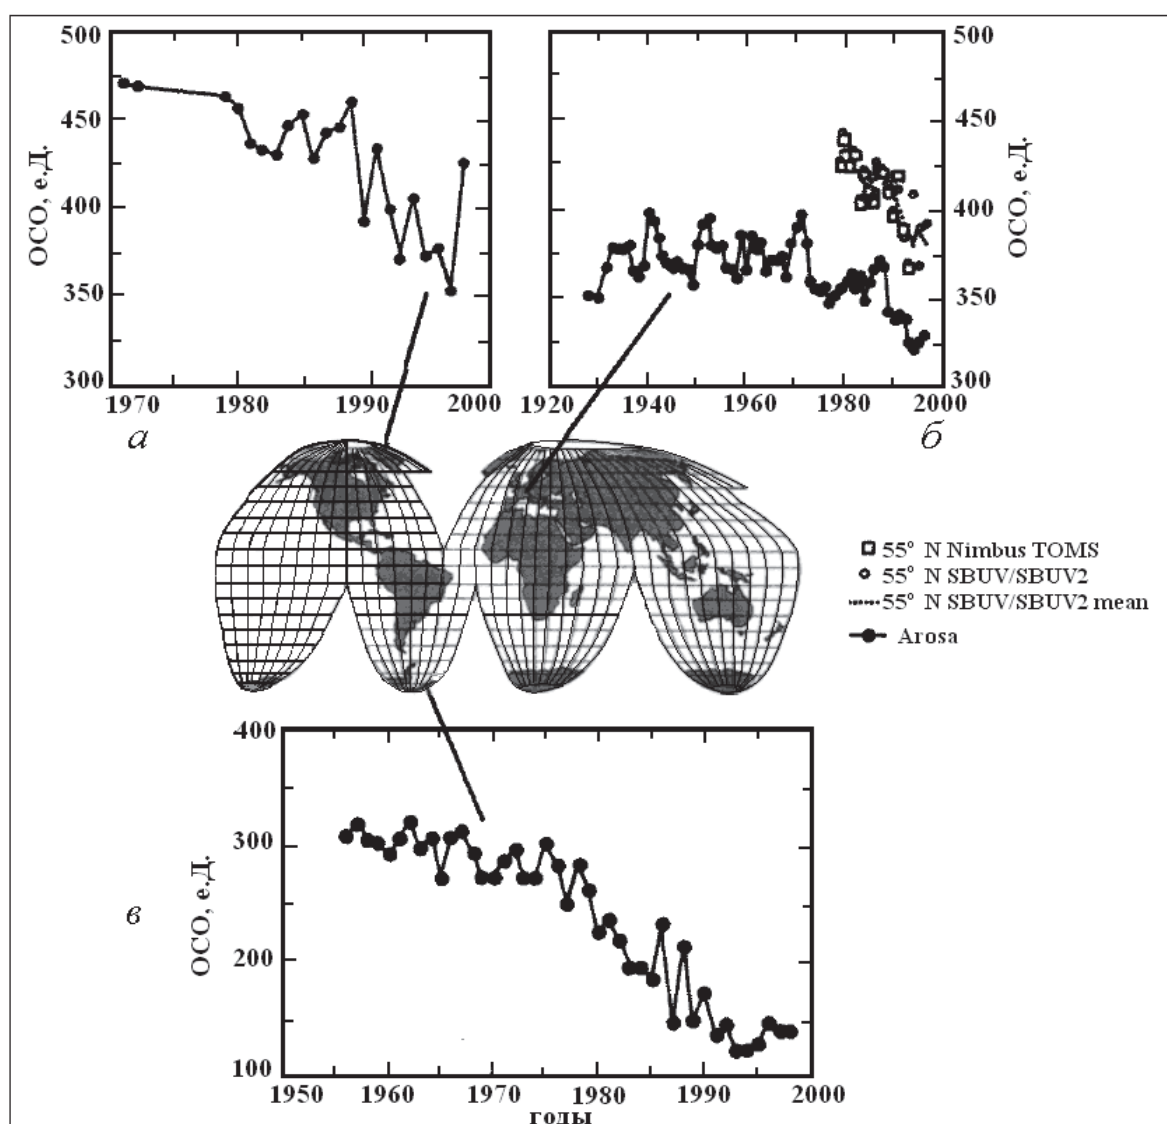 500
450
400
350
300
ОСО, е.Д.
1970 1980 1990 2000
а
500
450
400
350
300
ОСО, е.Д.
1920 1940 1960 1980 2000
б
55° N Nimbus TOMS
55° N SBUV/SBUV2
55° N SBUV/SBUV2 mean
Arosa
400
300
200
100
ОСО, е.Д.
в
1950 1960 1970 1980 1990 2000
годы